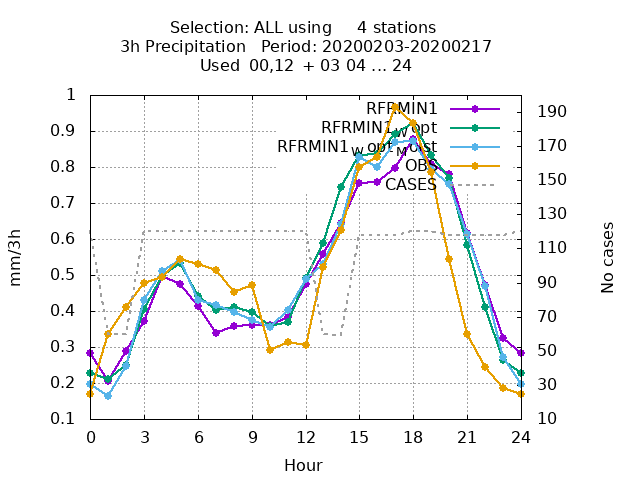 Selection: ALL using 4 stations
3h Precipitation Period: 20200203-20200217
Used 00,12 + 03 04 ... 24
1
0.9
0.8
0.7
0.6
0.5
0.4
0.3
0.2
0.1
mm/3h
RFRMIN1
RFRMIN1_Wopt
RFRMIN1_Wopt_Moist
OBS
CASES
190
170
150
130
110
90
70
50
30
10
No cases
0 3 6 9 12 15 18 21 24
Hour